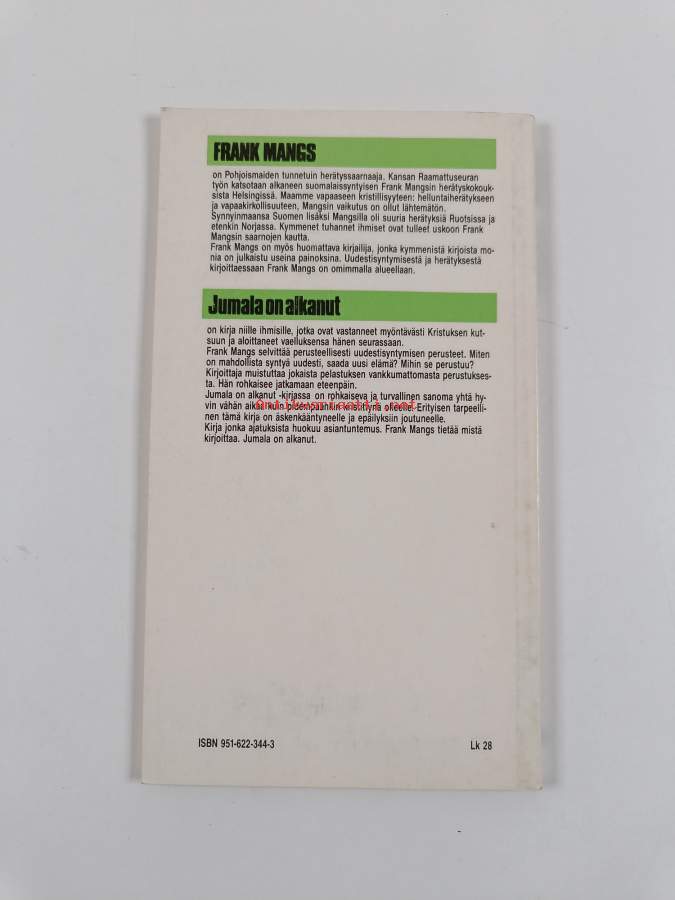 FRANK MANGS
on Pohjoismaiden tunnetuin herätyssaarnaaja. Kansan Raamattuseuran
työn katsotaan alkaneen suomalaissyntyisen Frank Mangsin herätyskokouk-
sista Helsingissä. Maamme vapaaseen kristillisyyteen: helluntaiherätykseen
ja vapaakirkollisuuteen, Mangsin vaikutus on ollut lähtemätön.
Synnyinmaansa Suomen lisäksi Mangsilla oli suuria herätyksiä Ruotsissa ja
etenkin Norjassa. Kymmenet tuhannet ihmiset ovat tulleet uskoon Frank
Mangsin saarnojen kautta.
Frank Mangs on myös huomattava kirjailija, jonka kymmenistä kirjoista mo-
nia on julkaistu useina painoksina. Uudestisyntymisestä ja herätyksestä
kirjoittaessaan Frank Mangs on omimmalla alueellaan.
Jumala on alkanut
on kirja niille ihmisille, jotka ovat vastanneet myöntävästi Kristuksen kut-
suun ja aloittaneet vaelluksensa hänen seurassaan.
Frank Mangs selvittää perusteellisesti uudestisyntymisen perusteet. Miten
on mahdollista syntyä uudesti, saada uusi elämä? Mihin se perustuu?
Kirjoittaja muistuttaa jokaista pelastuksen vankkumattomasta perustukses-
ta. Hän rohkaisee jatkamaan eteenpäin.
Jumala on alkanut -kirjassa on rohkaiseva ja turvallinen sanoma yhtä hy-
vin vähän aikaa kuin pitempäänkin kristittynä olleelle. Erityisen tarpeelli-
nen tämä kirja on äskenkääntyneelle ja epäilyksiin joutuneelle.
Kirja jonka ajatuksista huokuu asiantuntemus. Frank Mangs tietää mistä
kirjoittaa. Jumala on alkanut.
Antikvariaatti.net
ISBN 951-622-344-3
Lk 28